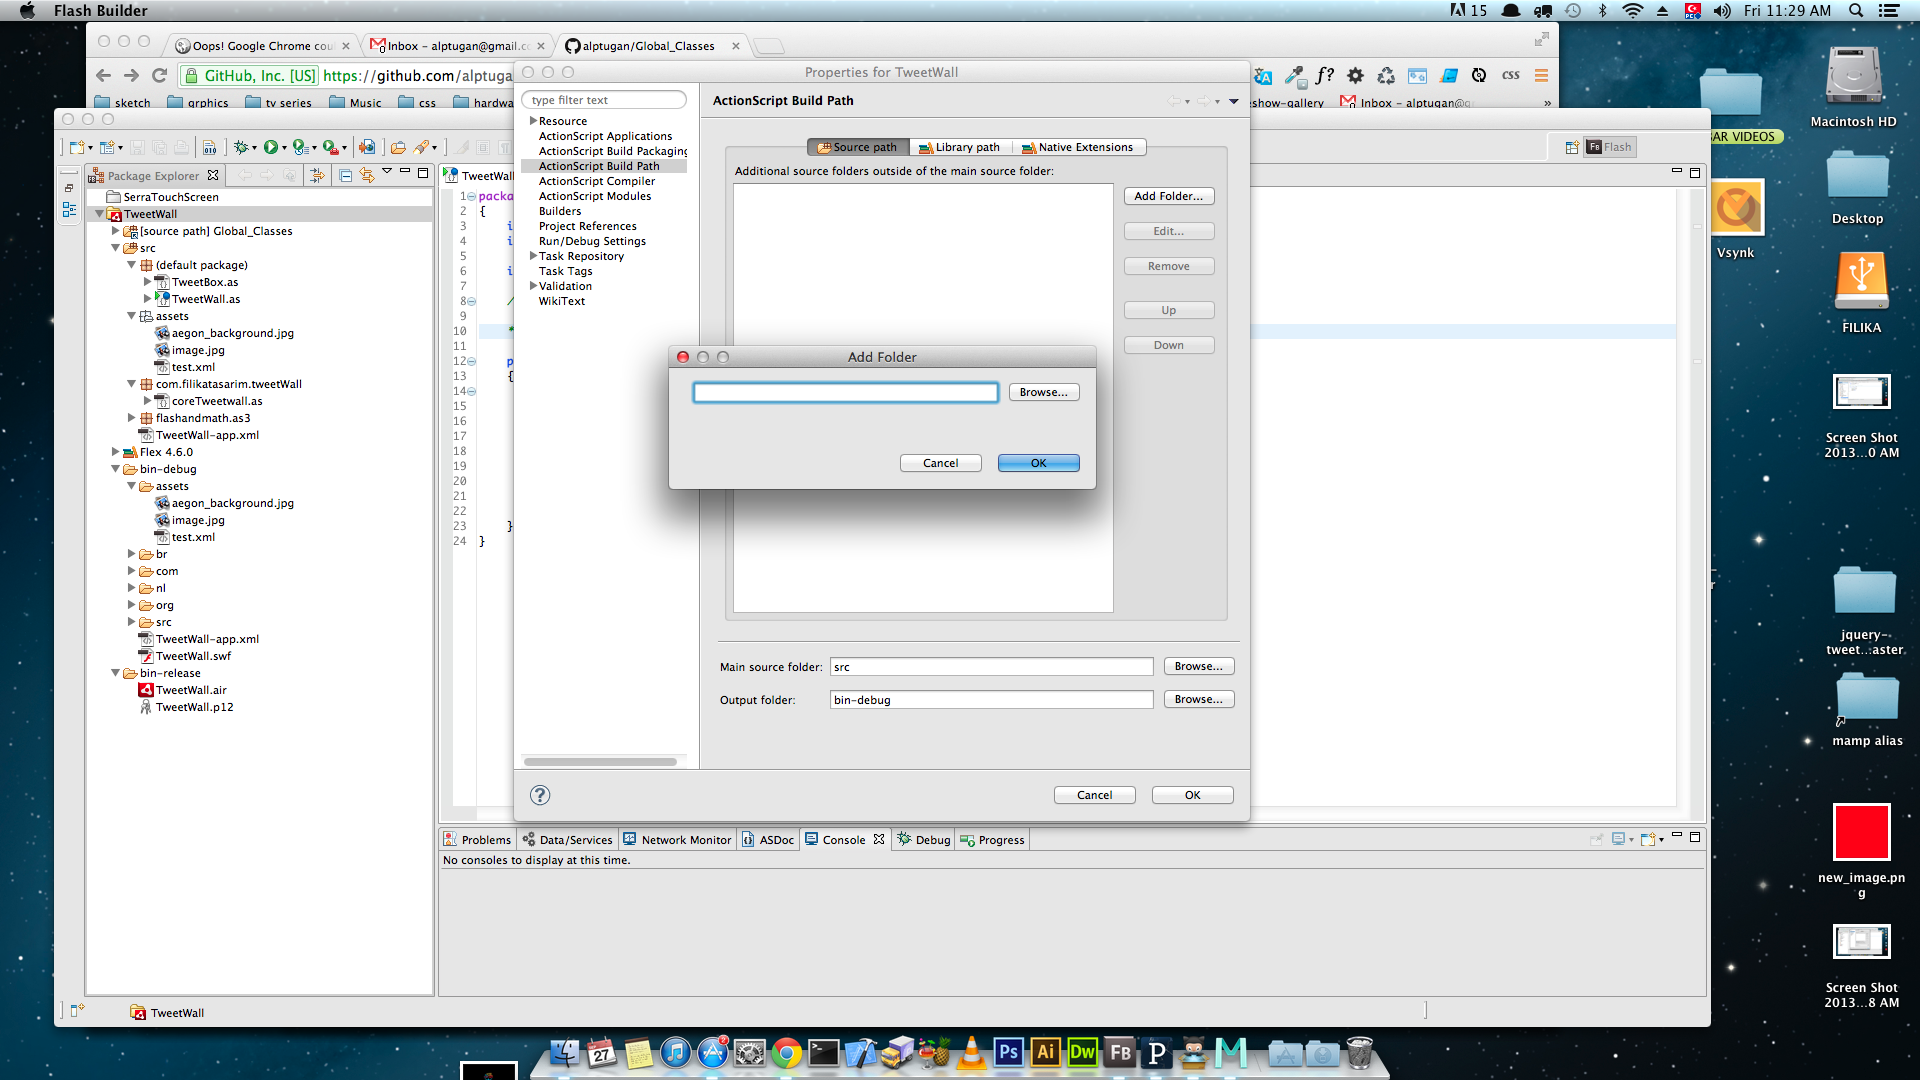 Flash Builder
15
Fri 11:29 AM
Oops! Google Chrome cou
Inbox – alptugan@gmail.c
alptugan/Global_Classes
GitHub, Inc. [US] https://github.com/alptuga
sketch grphics tv series Music css hardwa
f? CSS
eshow-gallery Inbox – alptugan@g »
Properties for TweetWall
type filter text
Resource
ActionScript Applications
ActionScript Build Packaging
ActionScript Build Path
ActionScript Compiler
ActionScript Modules
Builders
Project References
Run/Debug Settings
Task Repository
Task Tags
Validation
WikiText
ActionScript Build Path
Source path Library path Native Extensions
Additional source folders outside of the main source folder:
Add Folder...
Edit...
Remove
Up
Down
Add Folder
Browse...
Cancel OK
Main source folder: src Browse...
Output folder: bin-debug Browse...
Cancel OK
Fb Flash
Package Explorer
SerraTouchScreen
TweetWall
[source path] Global_Classes
src
(default package)
TweetBox.as
TweetWall.as
assets
aegon_background.jpg
image.jpg
test.xml
com.filikatasarim.tweetWall
coreTweetwall.as
flashandmath.as3
TweetWall-app.xml
Flex 4.6.0
bin-debug
assets
aegon_background.jpg
image.jpg
test.xml
br
com
nl
org
src
TweetWall-app.xml
TweetWall.swf
bin-release
TweetWall.air
TweetWall.p12
TweetWall
1 packa
2 {
3 i
4 i
5
6 i
7
8 /
9
10 *
11
12 p
13 {
14
15
16
17
18
19
20
21
22
23 }
24 }
Problems Data/Services Network Monitor ASDoc Console Debug Progress
No consoles to display at this time.
TweetWall
Macintosh HD
BAR VIDEOS
Desktop
Vsynk
FILIKA
Screen Shot
2013...0 AM
jquery-
tweet...aster
mamp alias
new_image.pn
g
Screen Shot
2013...8 AM
27 2 Ps Ai Dw FB P M